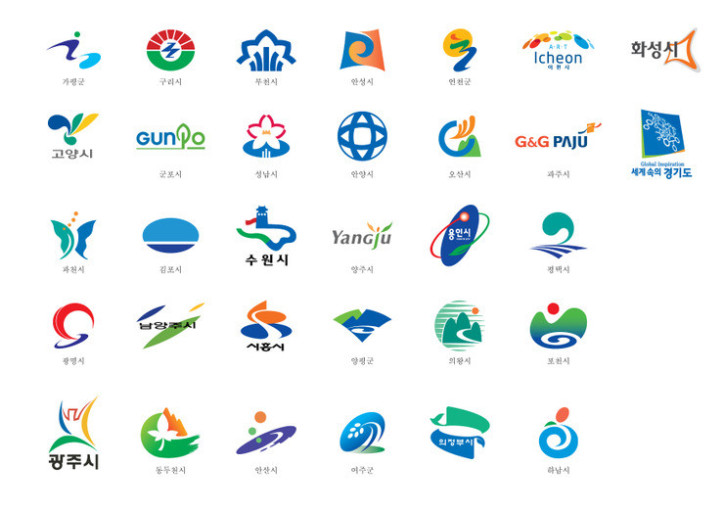 가평군
구리시
부천시
안성시
연천군
ART
Icheon
이천시
화성시
고양시
GUNPO
군포시
성남시
안양시
오산시
G&G PAJU
파주시
Global Inspiration
세계 속의 경기도
과천시
김포시
수원시
Yangju
양주시
용인시
평택시
광명시
남양주시
시흥시
양평군
의왕시
포천시
광주시
동두천시
안산시
여주군
의정부시
하남시